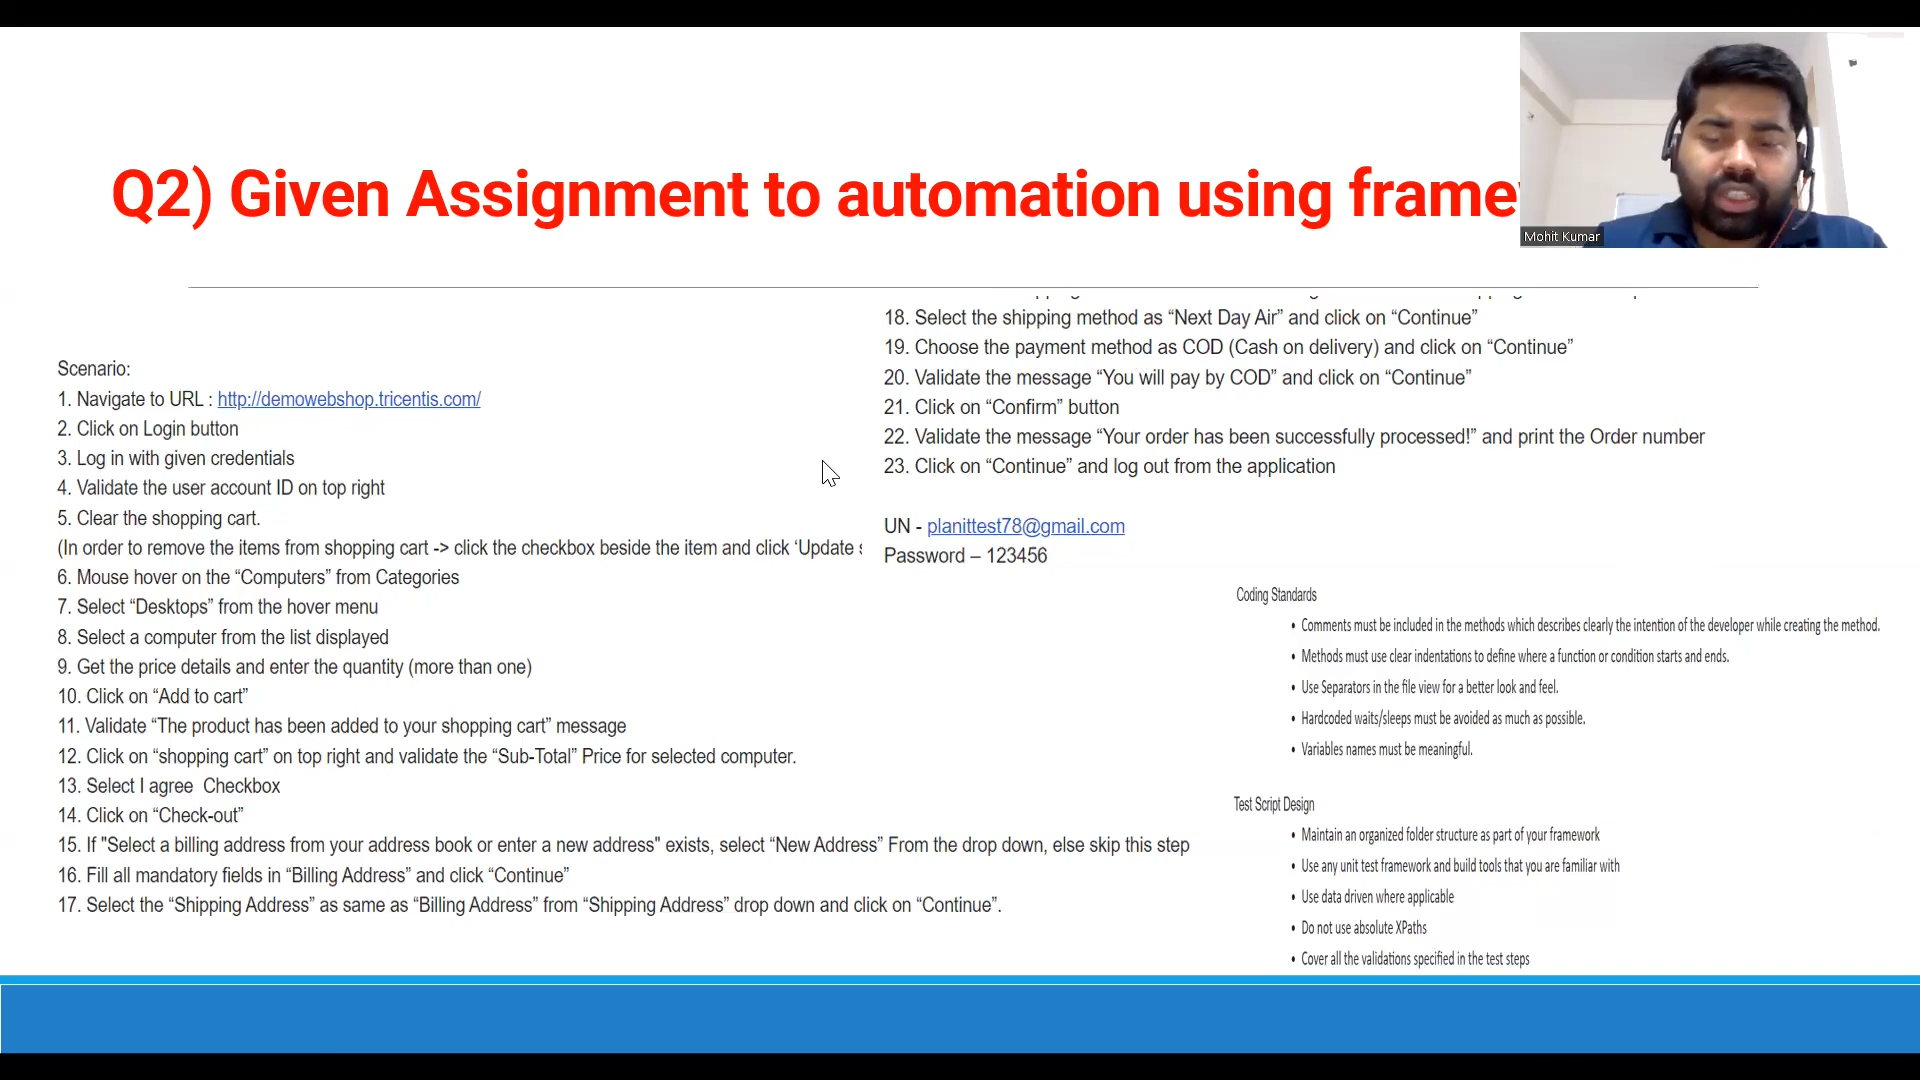 Q2) Given Assignment to automation using frame
Mohit Kumar
Scenario:
1. Navigate to URL : http://demowebshop.tricentis.com/
2. Click on Login button
3. Log in with given credentials
4. Validate the user account ID on top right
5. Clear the shopping cart.
(In order to remove the items from shopping cart -> click the checkbox beside the item and click ‘Update
6. Mouse hover on the “Computers” from Categories
7. Select “Desktops” from the hover menu
8. Select a computer from the list displayed
9. Get the price details and enter the quantity (more than one)
10. Click on “Add to cart”
11. Validate “The product has been added to your shopping cart” message
12. Click on “shopping cart” on top right and validate the “Sub-Total” Price for selected computer.
13. Select I agree Checkbox
14. Click on “Check-out”
15. If "Select a billing address from your address book or enter a new address" exists, select “New Address” From the drop down, else skip this step
16. Fill all mandatory fields in “Billing Address” and click “Continue”
17. Select the “Shipping Address” as same as “Billing Address” from “Shipping Address” drop down and click on “Continue”.
18. Select the shipping method as “Next Day Air” and click on “Continue”
19. Choose the payment method as COD (Cash on delivery) and click on “Continue”
20. Validate the message “You will pay by COD” and click on “Continue”
21. Click on “Confirm” button
22. Validate the message “Your order has been successfully processed!” and print the Order number
23. Click on “Continue” and log out from the application
UN - planittest78@gmail.com
Password – 123456
Coding Standards
• Comments must be included in the methods which describes clearly the intention of the developer while creating the method.
• Methods must use clear indentations to define where a function or condition starts and ends.
• Use Separators in the file view for a better look and feel.
• Hardcoded waits/sleeps must be avoided as much as possible.
• Variables names must be meaningful.
Test Script Design
• Maintain an organized folder structure as part of your framework
• Use any unit test framework and build tools that you are familiar with
• Use data driven where applicable
• Do not use absolute XPaths
• Cover all the validations specified in the test steps